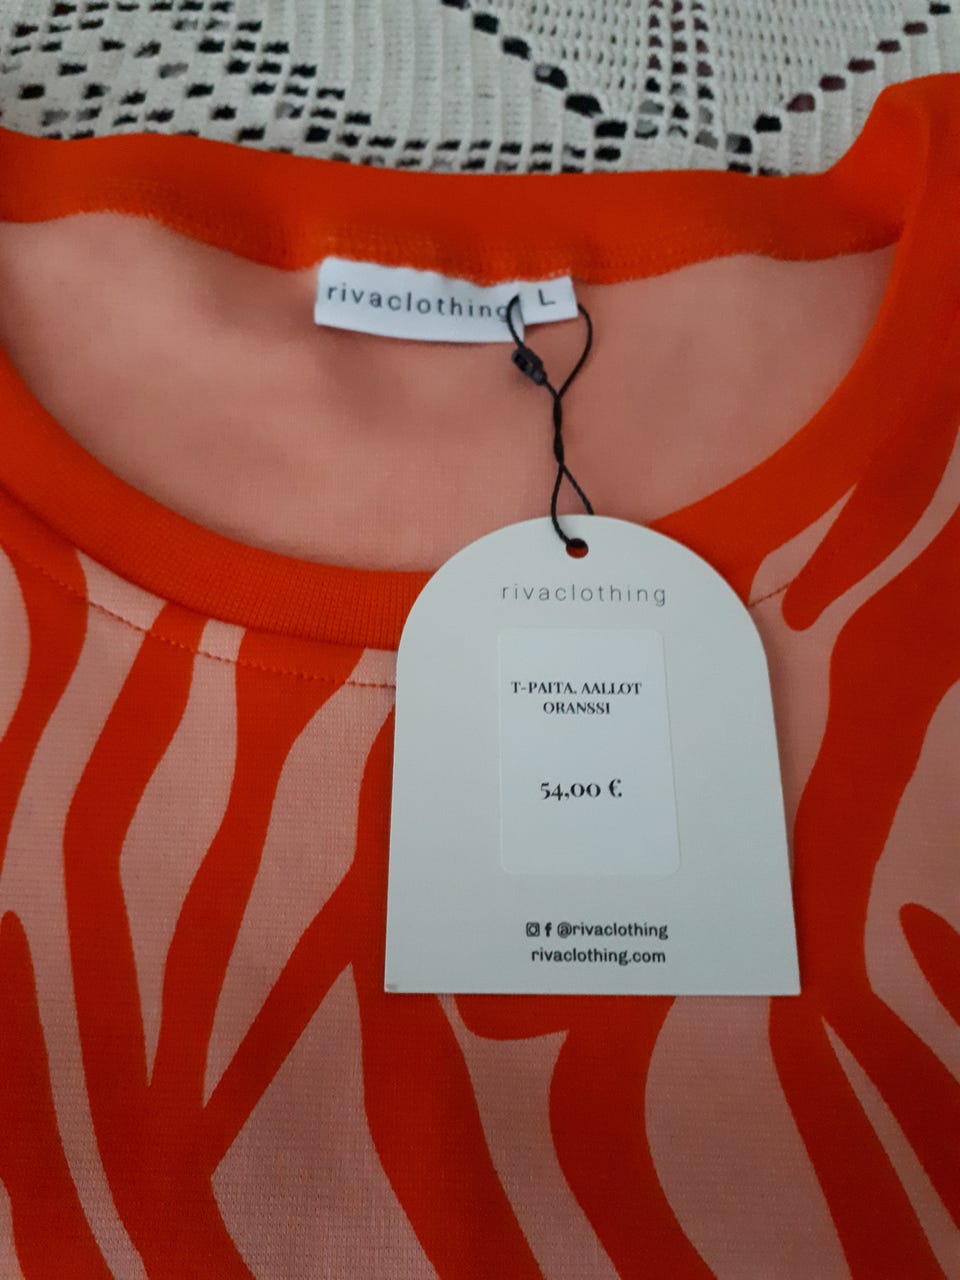 rivaclothing L
rivaclothing
T-PAITA. AALLOT
ORANSSI
54,00 €
@rivaclothing
rivaclothing.com